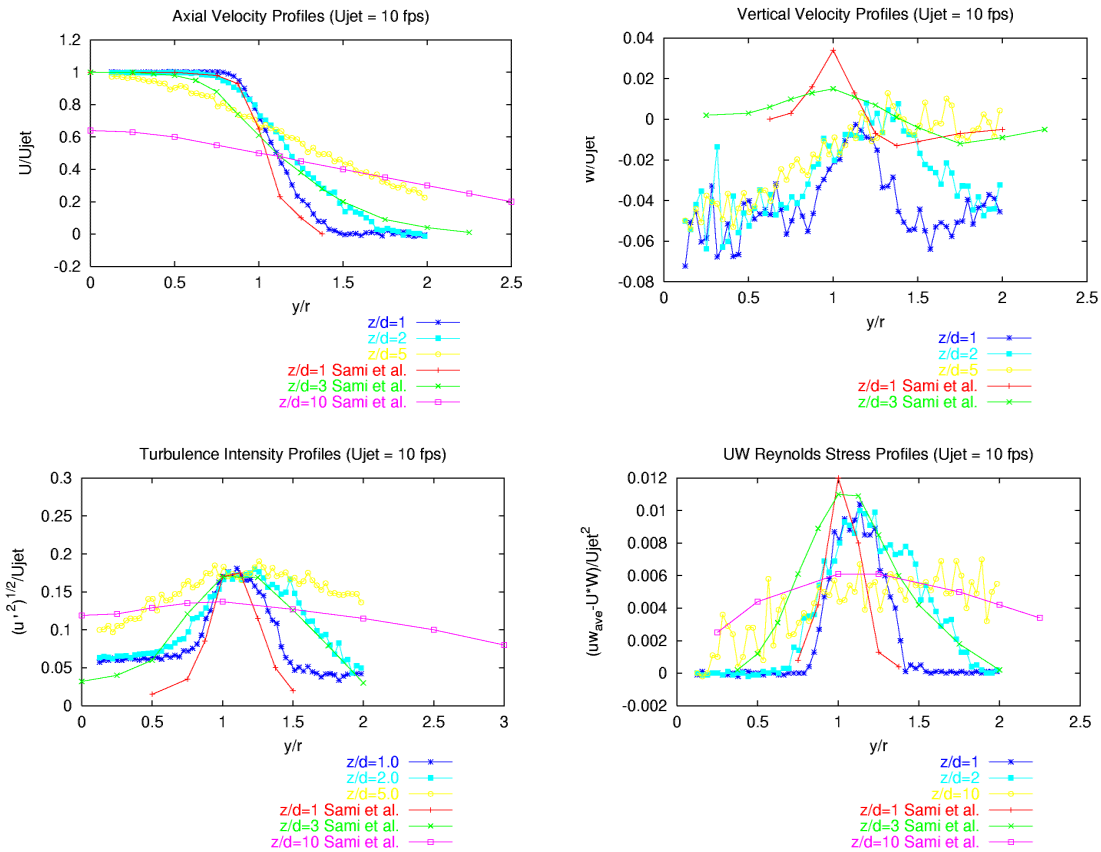 Axial Velocity Profiles (Ujet = 10 fps)
1.2
1
0.8
0.6
0.4
0.2
0
-0.2
U/Ujet
0 0.5 1 1.5 2 2.5
y/r
z/d=1
z/d=2
z/d=5
z/d=1 Sami et al.
z/d=3 Sami et al.
z/d=10 Sami et al.
Vertical Velocity Profiles (Ujet = 10 fps)
0.04
0.02
0
-0.02
-0.04
-0.06
-0.08
W/Ujet
0 0.5 1 1.5 2 2.5
y/r
z/d=1
z/d=2
z/d=5
z/d=1 Sami et al.
z/d=3 Sami et al.
Turbulence Intensity Profiles (Ujet = 10 fps)
0.3
0.25
0.2
0.15
0.1
0.05
0
(u'^2)^1/2/Ujet
0 0.5 1 1.5 2 2.5 3
y/r
z/d=1.0
z/d=2.0
z/d=5.0
z/d=1 Sami et al.
z/d=3 Sami et al.
z/d=10 Sami et al.
UW Reynolds Stress Profiles (Ujet = 10 fps)
0.012
0.01
0.008
0.006
0.004
0.002
0
-0.002
(uw_ave-U*W)/Ujet^2
0 0.5 1 1.5 2 2.5
y/r
z/d=1
z/d=2
z/d=10
z/d=1 Sami et al.
z/d=3 Sami et al.
z/d=10 Sami et al.